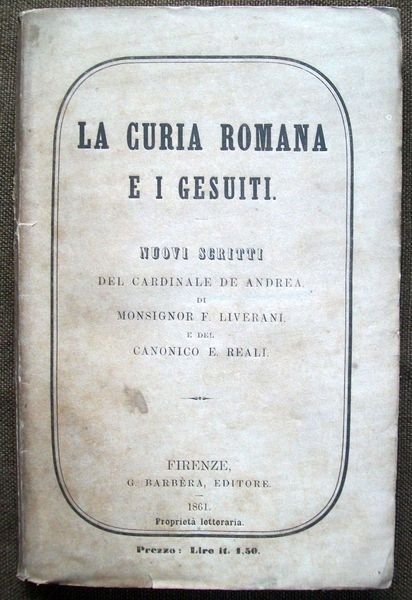 LA CURIA ROMANA
E I GESUITI.
NUOVI SCRITTI
DEL CARDINALE DE ANDREA,
DI
MONSIGNOR F. LIVERANI,
E DEL
CANONICO E. REALI.
FIRENZE,
G. BARBÈRA, EDITORE.
1861.
Proprietà letteraria.
Prezzo: Lire it. 1,50.